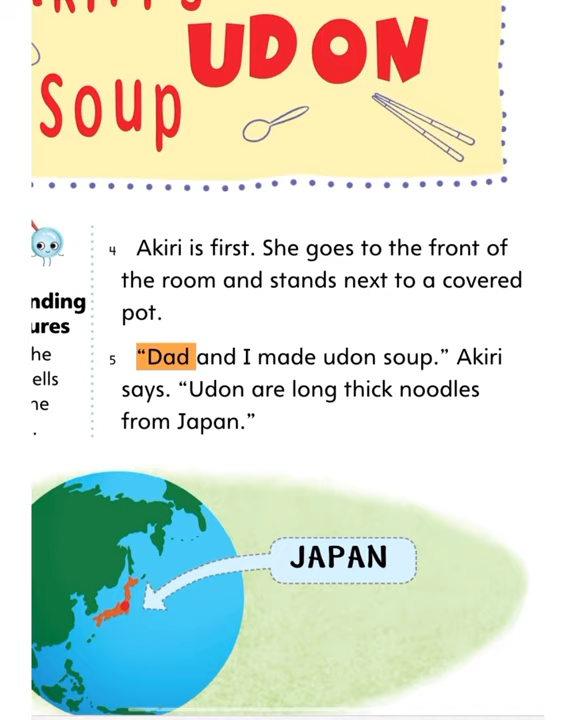 UDON
Soup
4 Akiri is first. She goes to the front of
the room and stands next to a covered
pot.
5 “Dad and I made udon soup.” Akiri
says. “Udon are long thick noodles
from Japan.”
JAPAN